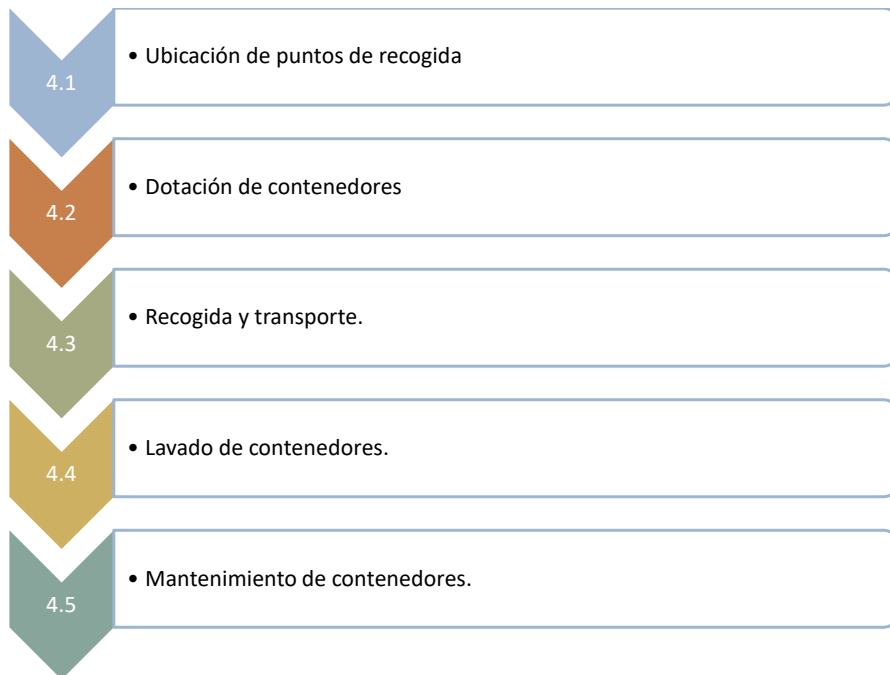 4.1
• Ubicación de puntos de recogida
4.2
• Dotación de contenedores
4.3
• Recogida y transporte.
4.4
• Lavado de contenedores.
4.5
• Mantenimiento de contenedores.